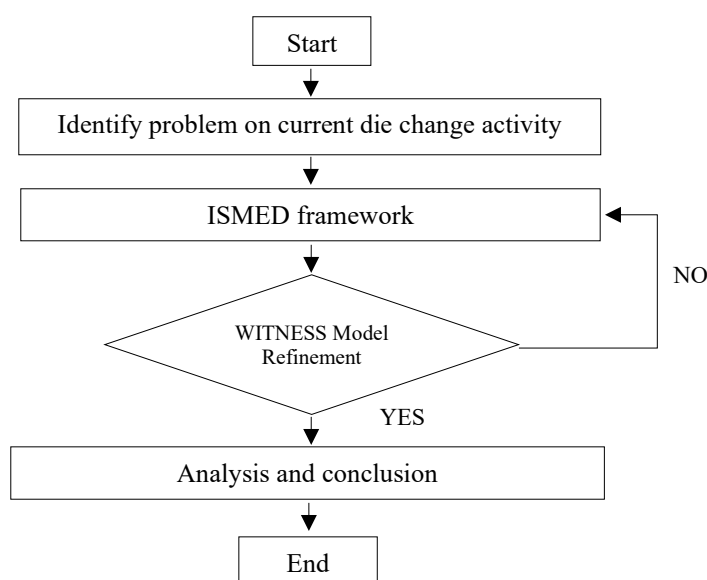 Start
Identify problem on current die change activity
ISMED framework
NO
WITNESS Model
Refinement
YES
Analysis and conclusion
End